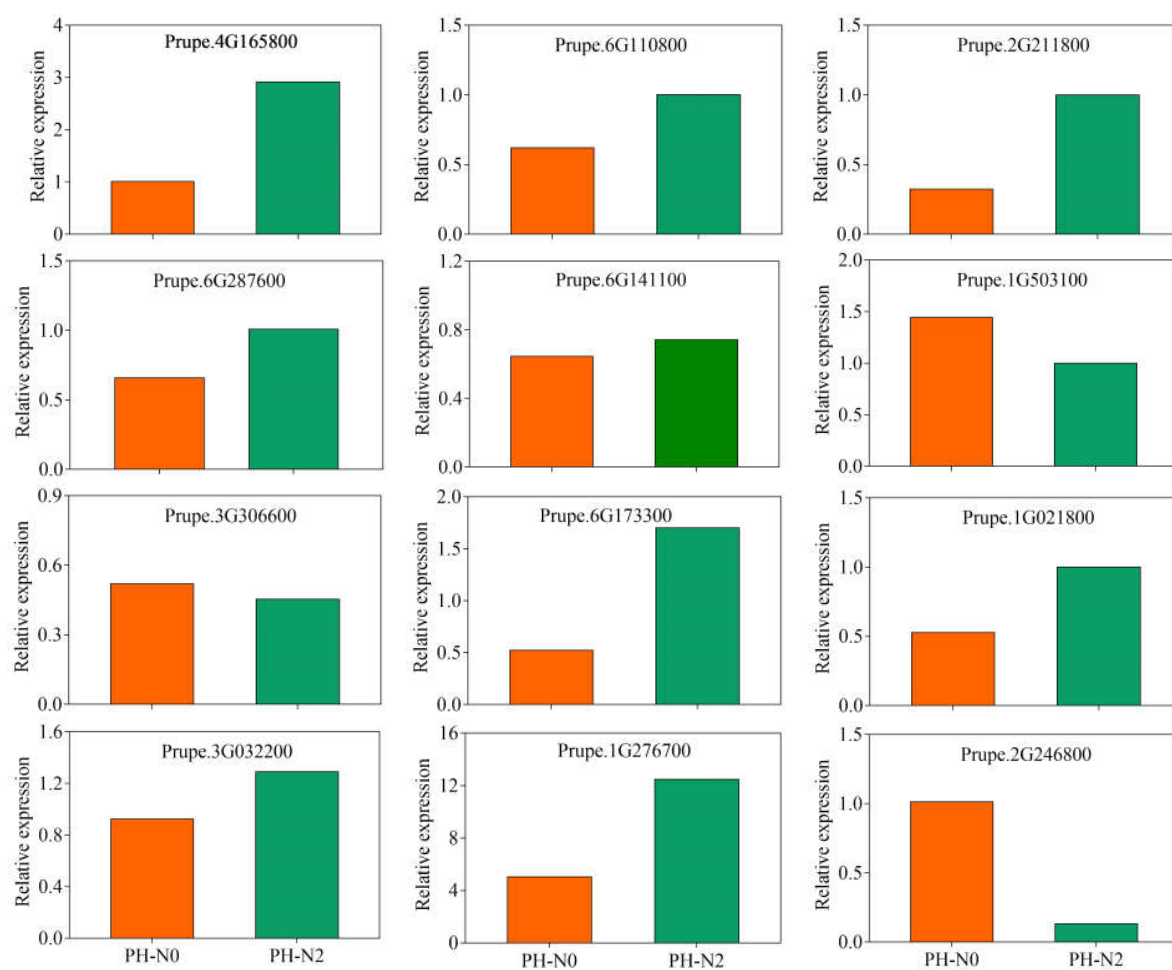 Prupe.4G165800
Relative expression
4
3
2
1
0
Prupe.6G110800
Relative expression
1.5
1.0
0.5
0.0
Prupe.2G211800
Relative expression
1.5
1.0
0.5
0.0
Prupe.6G287600
Relative expression
1.5
1.0
0.5
0.0
Prupe.6G141100
Relative expression
1.2
0.8
0.4
0.0
Prupe.1G503100
Relative expression
2.0
1.5
1.0
0.5
0.0
Prupe.3G306600
Relative expression
0.9
0.6
0.3
0.0
Prupe.6G173300
Relative expression
2.0
1.5
1.0
0.5
0.0
Prupe.1G021800
Relative expression
1.5
1.0
0.5
0.0
Prupe.3G032200
Relative expression
1.6
1.2
0.8
0.4
0.0
PH-N0 PH-N2
Prupe.1G276700
Relative expression
16
12
8
4
0
PH-N0 PH-N2
Prupe.2G246800
Relative expression
1.5
1.0
0.5
0.0
PH-N0 PH-N2